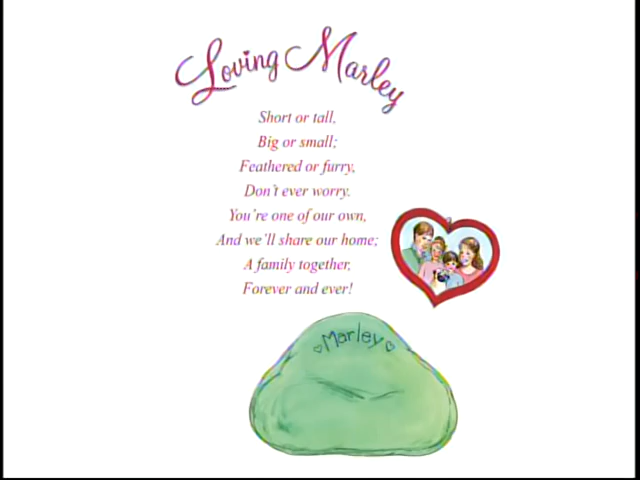 Loving Marley
Short or tall,
Big or small;
Feathered or furry,
Don't ever worry.
You're one of our own,
And we'll share our home;
A family together,
Forever and ever!
Marley